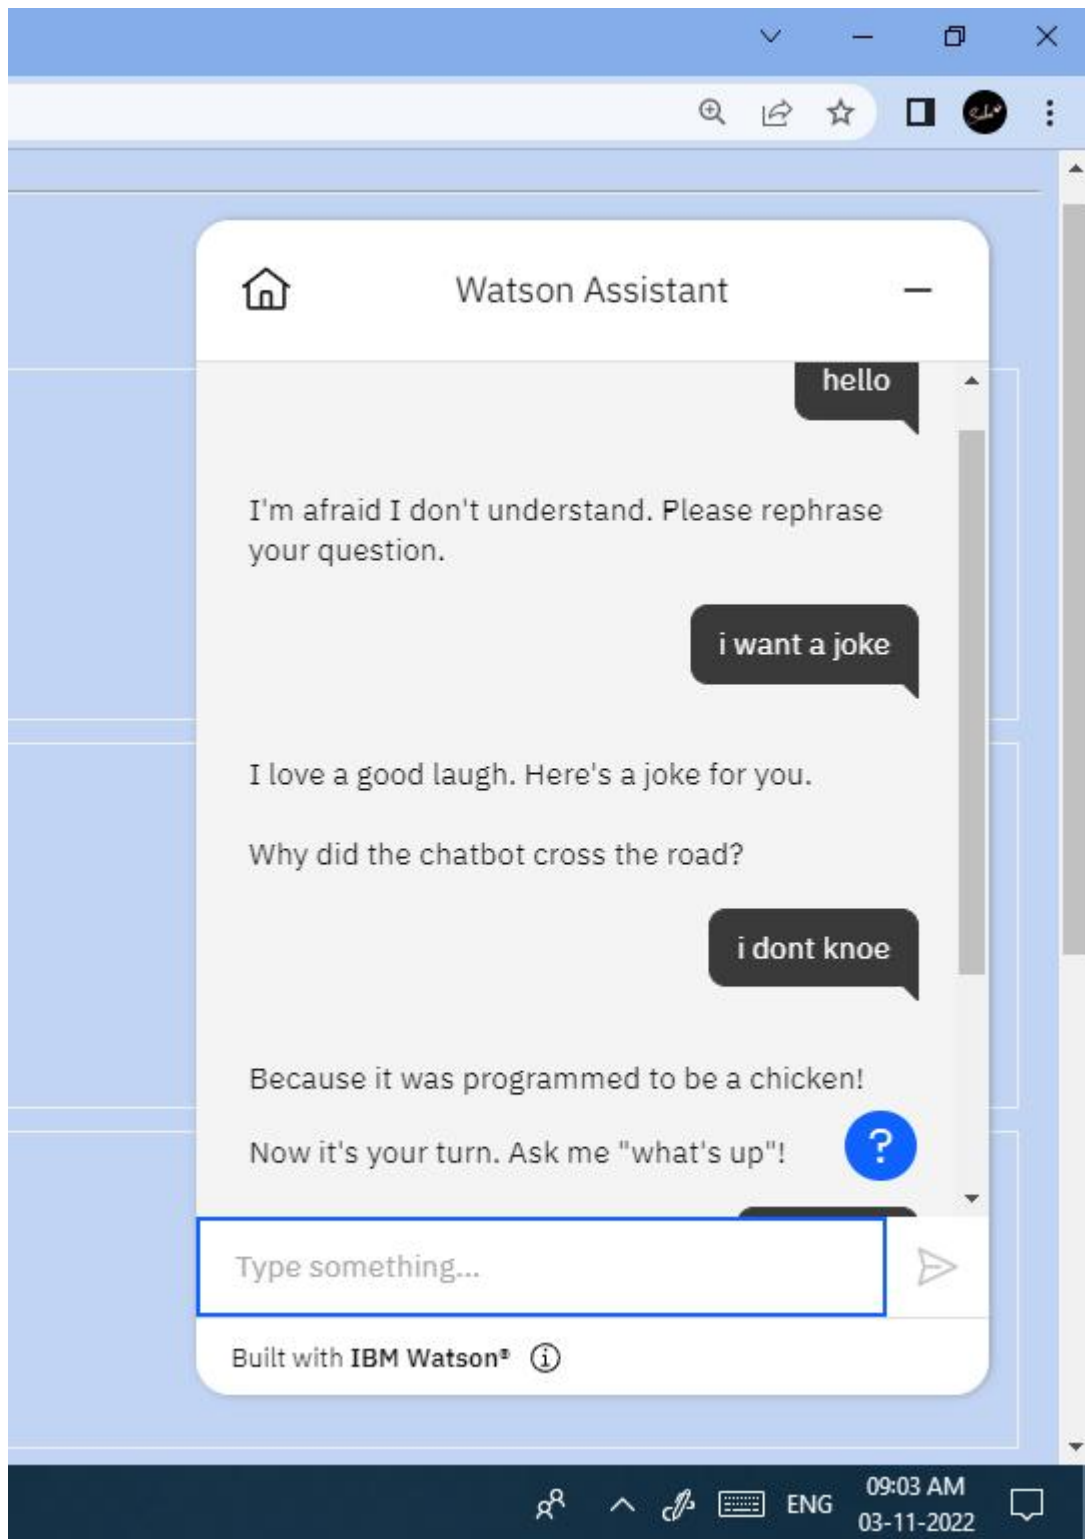 Watson Assistant
hello
I'm afraid I don't understand. Please rephrase
your question.
i want a joke
I love a good laugh. Here's a joke for you.
Why did the chatbot cross the road?
i dont knoe
Because it was programmed to be a chicken!
Now it's your turn. Ask me "what's up"!
?
Type something...
Built with IBM Watson®
ENG
09:03 AM
03-11-2022